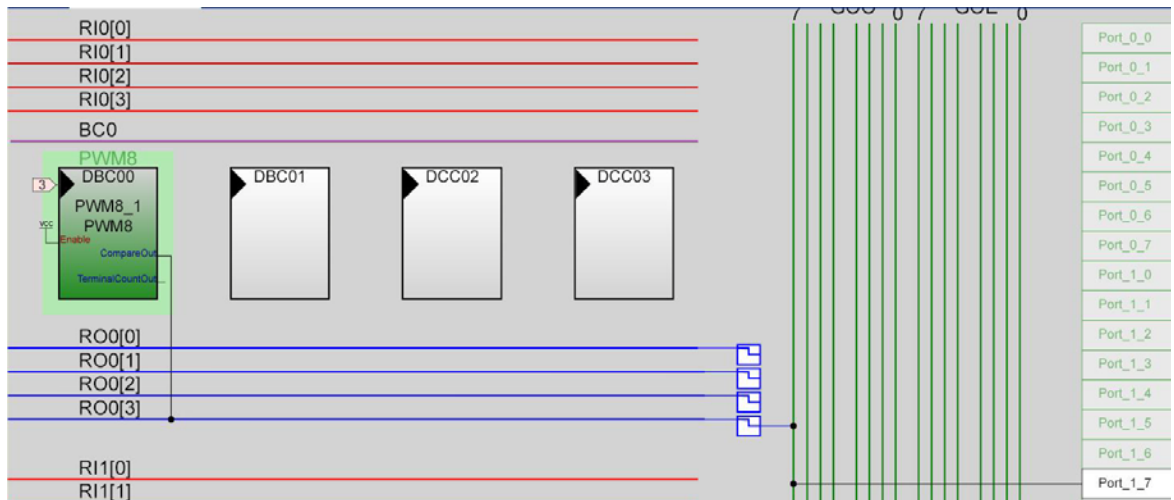 7 GOO 0 7 GOE 0
RI0[0]
RI0[1]
RI0[2]
RI0[3]
BC0
PWM8
DBC00
DBC01
DCC02
DCC03
3
PWM8_1
PWM8
VCC
Enable
CompareOut
TerminalCountOut
RO0[0]
RO0[1]
RO0[2]
RO0[3]
RI1[0]
RI1[1]
Port_0_0
Port_0_1
Port_0_2
Port_0_3
Port_0_4
Port_0_5
Port_0_6
Port_0_7
Port_1_0
Port_1_1
Port_1_2
Port_1_3
Port_1_4
Port_1_5
Port_1_6
Port_1_7